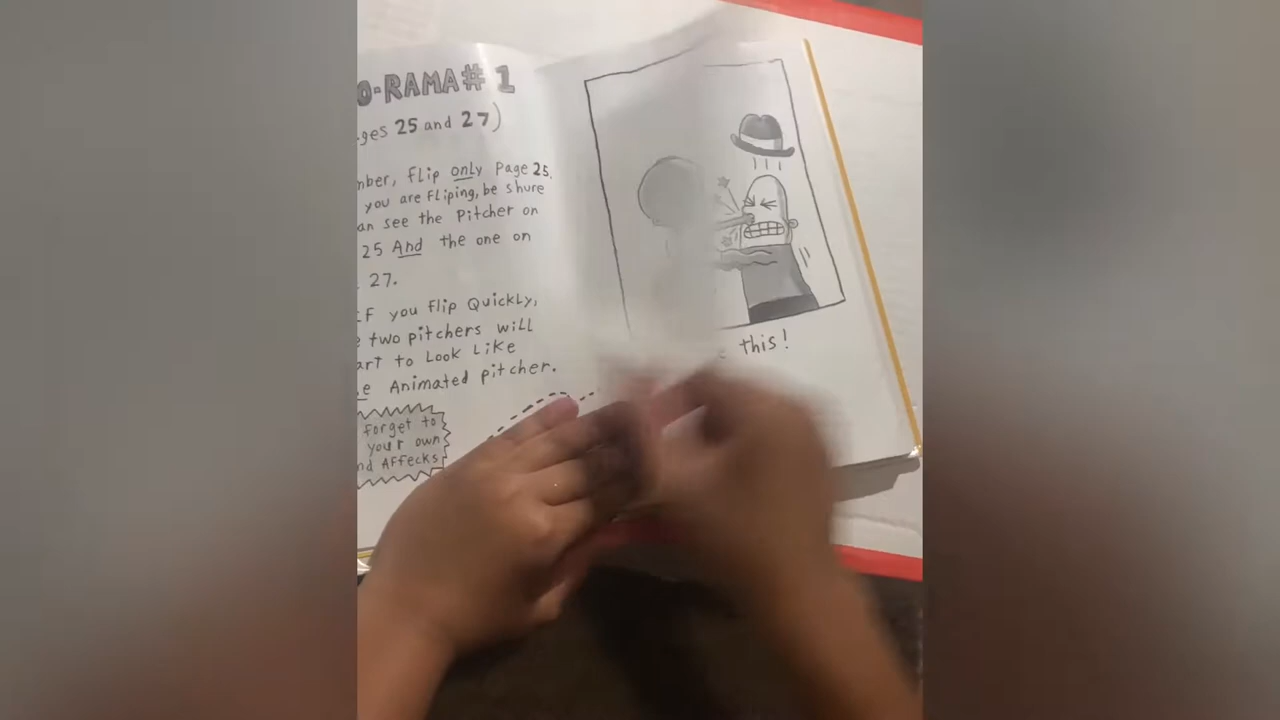 O-RAMA # 1
ges 25 and 27)
mber, Flip only Page 25.
you are Fliping, be shure
an see the Pitcher on
25 And the one on
27.
IF you flip Quickly,
e two pitchers will
art to Look Like
e Animated pitcher.
forget to
your own
nd AFFecks
e this!